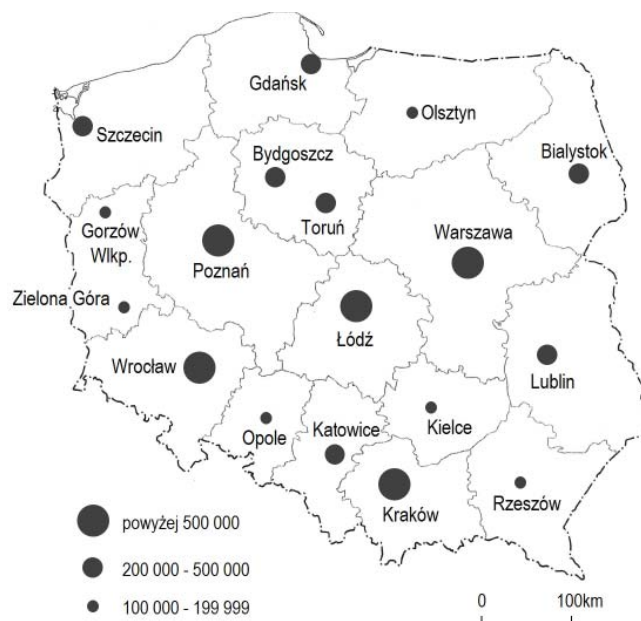 Gdańsk
Olsztyn
Szczecin
Bydgoszcz
Bialystok
Toruń
Gorzów
Wlkp.
Warszawa
Poznań
Zielona Góra
Łódź
Wrocław
Lublin
Opole
Katowice
Kielce
Kraków
Rzeszów
powyżej 500 000
200 000 - 500 000
100 000 - 199 999
0 100km